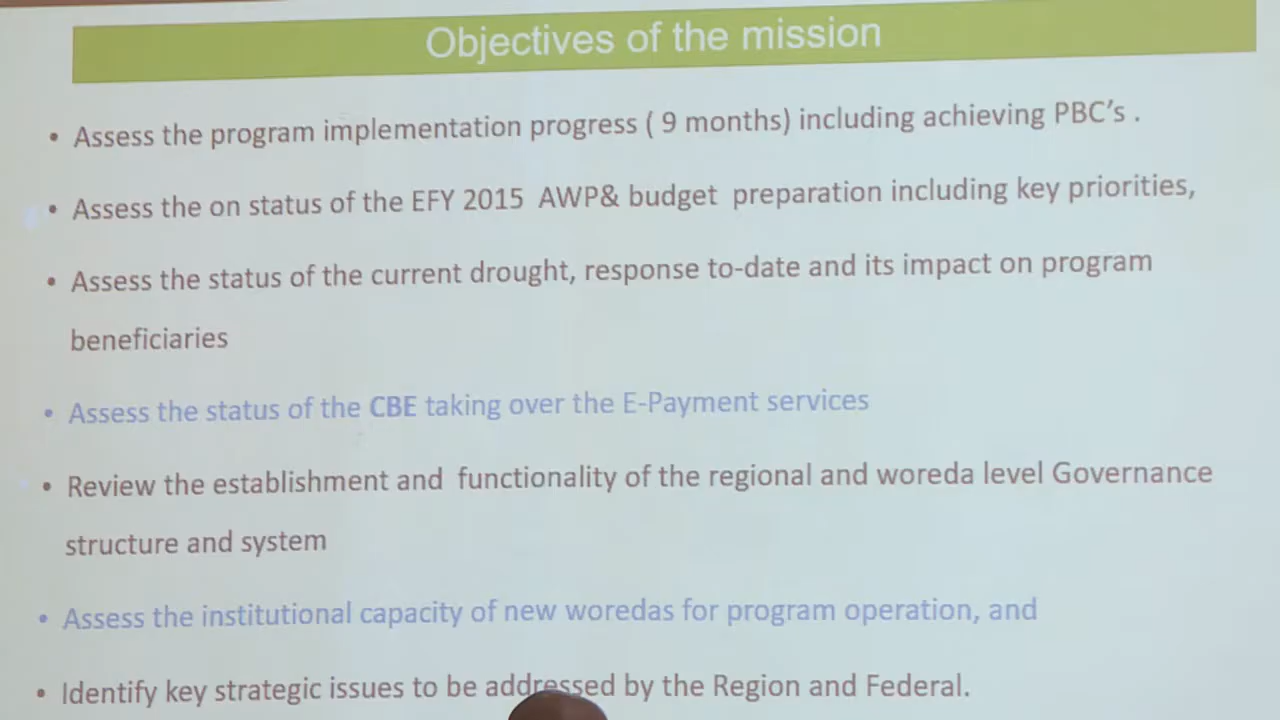 Objectives of the mission
• Assess the program implementation progress ( 9 months) including achieving PBC’s .
• Assess the on status of the EFY 2015 AWP& budget preparation including key priorities,
• Assess the status of the current drought, response to-date and its impact on program
beneficiaries
• Assess the status of the CBE taking over the E-Payment services
• Review the establishment and functionality of the regional and woreda level Governance
structure and system
• Assess the institutional capacity of new woredas for program operation, and
• Identify key strategic issues to be addressed by the Region and Federal.